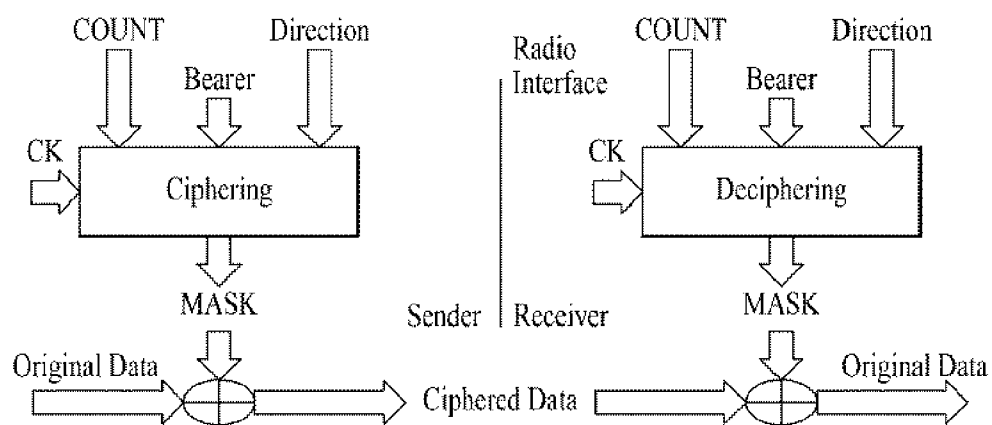 COUNT
Direction
Bearer
CK
Ciphering
MASK
Original Data
Radio
Interface
Sender
Receiver
Ciphered Data
COUNT
Direction
Bearer
CK
Deciphering
MASK
Original Data